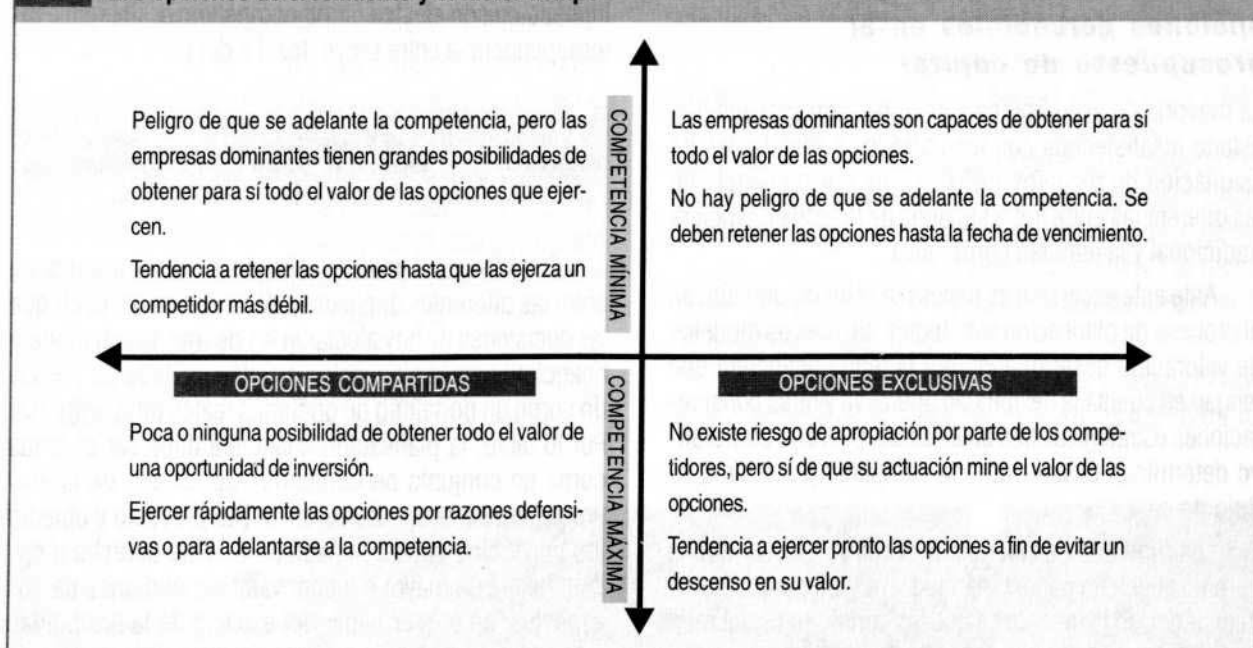 Peligro de que se adelante la competencia, pero las
empresas dominantes tienen grandes posibilidades de
obtener para sí todo el valor de las opciones que ejer-
cen.
Tendencia a retener las opciones hasta que las ejerza un
competidor más débil.
COMPETENCIA MÍNIMA
Las empresas dominantes son capaces de obtener para sí
todo el valor de las opciones.
No hay peligro de que se adelante la competencia. Se
deben retener las opciones hasta la fecha de vencimiento.
OPCIONES COMPARTIDAS
OPCIONES EXCLUSIVAS
Poca o ninguna posibilidad de obtener todo el valor de
una oportunidad de inversión.
Ejercer rápidamente las opciones por razones defensi-
vas o para adelantarse a la competencia.
COMPETENCIA MÁXIMA
No existe riesgo de apropiación por parte de los compe-
tidores, pero sí de que su actuación mine el valor de las
opciones.
Tendencia a ejercer pronto las opciones a fin de evitar un
descenso en su valor.